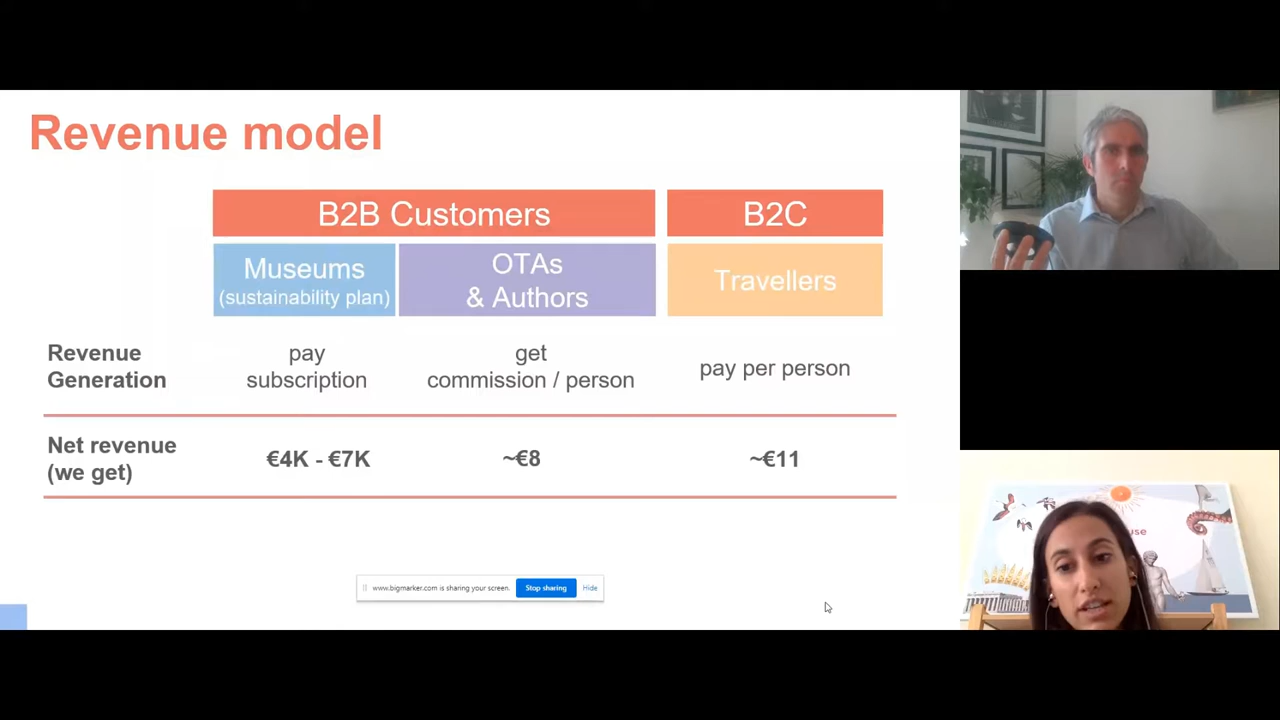 Revenue model
B2B Customers
B2C
Museums
(sustainability plan)
OTAs
& Authors
Travellers
Revenue
Generation
pay
subscription
get
commission / person
pay per person
Net revenue
(we get)
€4K - €7K
~€8
~€11
www.bigmarker.com is sharing your screen.
Stop sharing
Hide